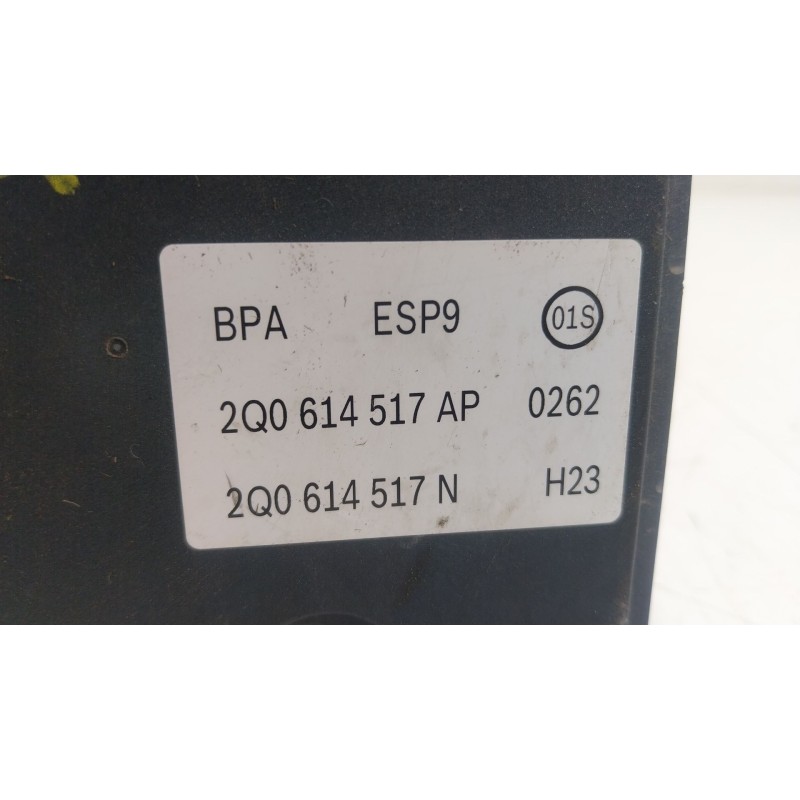 BPA ESP9 01S
2Q0 614 517 AP 0262
2Q0 614 517 N H23